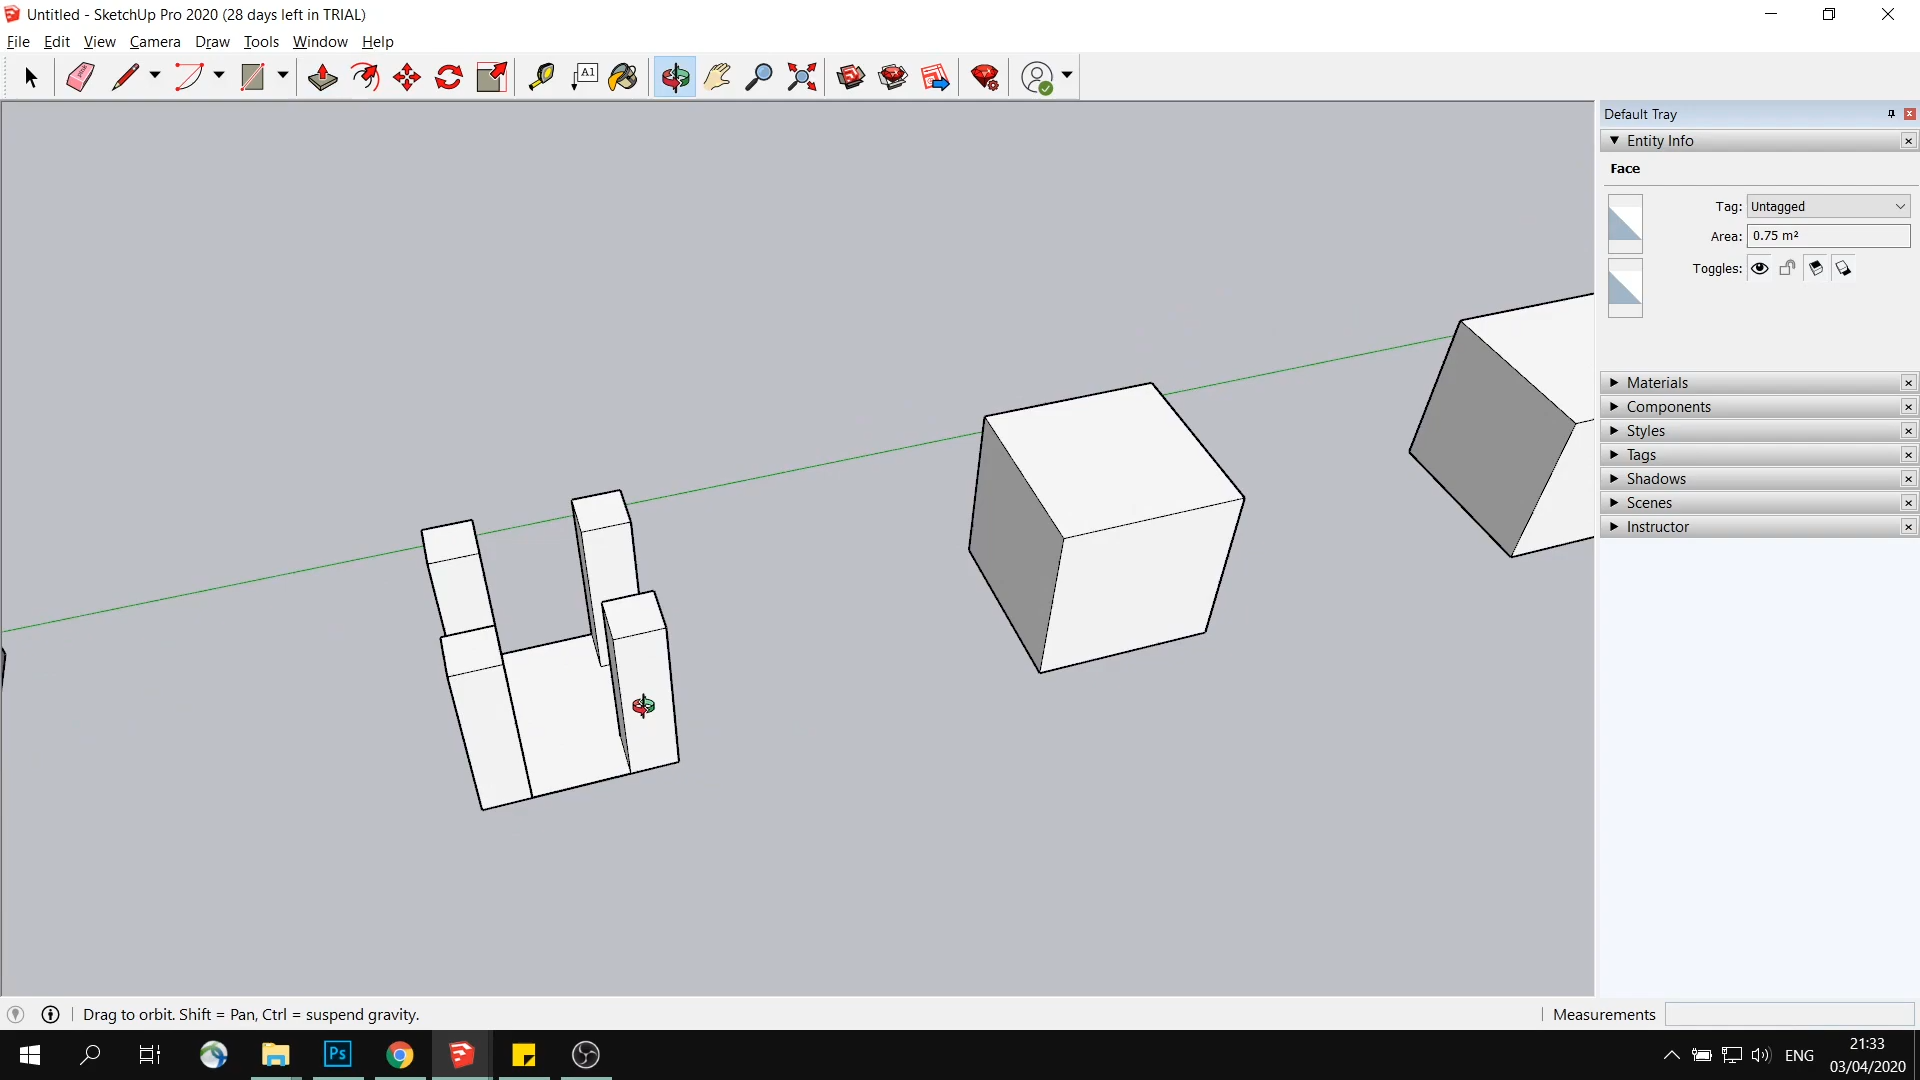 Untitled - SketchUp Pro 2020 (28 days left in TRIAL)
File Edit View Camera Draw Tools Window Help
A1
Default Tray
Entity Info
Face
Tag: Untagged
Area: 0.75 m²
Toggles:
Materials
Components
Styles
Tags
Shadows
Scenes
Instructor
Drag to orbit. Shift = Pan, Ctrl = suspend gravity.
Measurements
Ps
ENG
21:33
03/04/2020